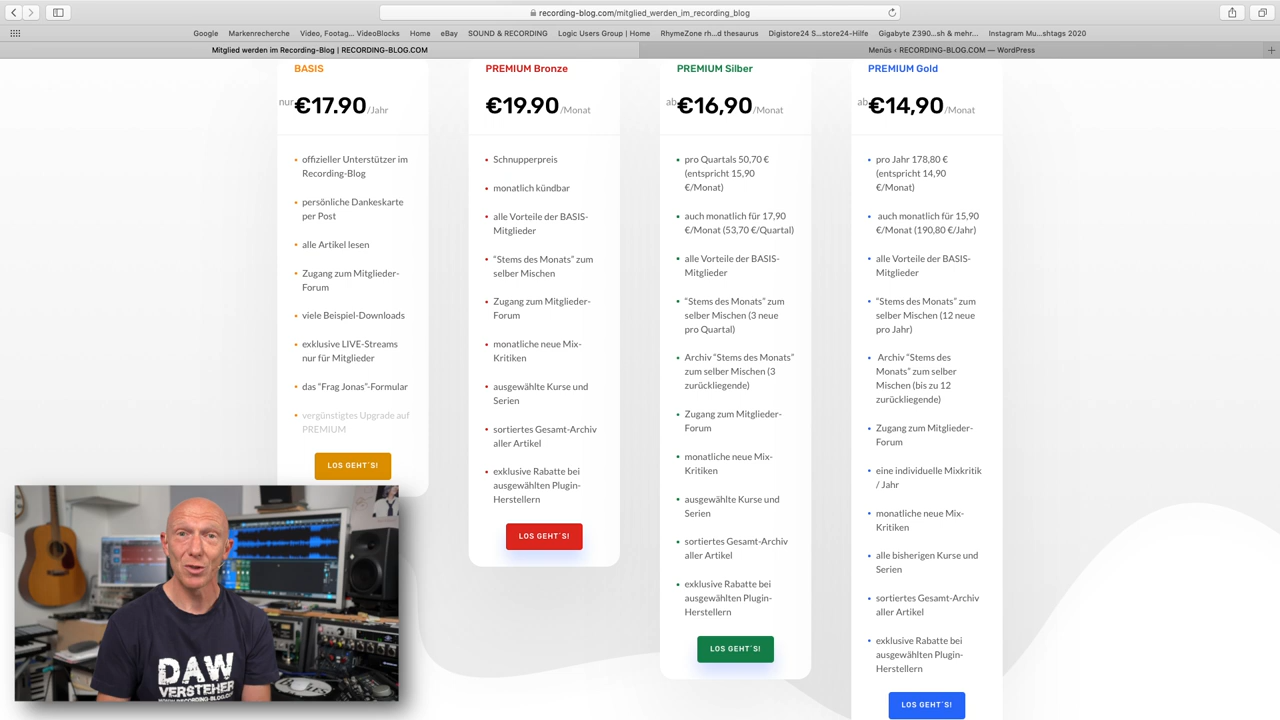 recording-blog.com/mitglied_werden_im_recording_blog
Google
Markenrecherche
Video, Footag... VideoBlocks
Home
eBay
SOUND & RECORDING
Logic Users Group | Home
RhymeZone rhy...d thesaurus
Digistore24 S...store24-Hilfe
Gigabyte Z390...sh & mehr...
Instagram Mu...shtags 2020
Mitglied werden im Recording-Blog | RECORDING-BLOG.COM
Menüs ‹ RECORDING-BLOG.COM — WordPress
BASIS
nur €17.90/Jahr
• offizieller Unterstützer im
Recording-Blog
• persönliche Dankeskarte
per Post
• alle Artikel lesen
• Zugang zum Mitglieder-
Forum
• viele Beispiel-Downloads
• exklusive LIVE-Streams
nur für Mitglieder
• das "Frag Jonas"-Formular
• vergünstigtes Upgrade auf
PREMIUM
LOS GEHT´S!
PREMIUM Bronze
€19.90/Monat
• Schnupperpreis
• monatlich kündbar
• alle Vorteile der BASIS-
Mitglieder
• "Stems des Monats" zum
selber Mischen
• Zugang zum Mitglieder-
Forum
• monatliche neue Mix-
Kritiken
• ausgewählte Kurse und
Serien
• sortiertes Gesamt-Archiv
aller Artikel
• exklusive Rabatte bei
ausgewählten Plugin-
Herstellern
LOS GEHT´S!
PREMIUM Silber
ab €16,90/Monat
• pro Quartals 50,70 €
(entspricht 15,90
€/Monat)
• auch monatlich für 17,90
€/Monat (53,70 €/Quartal)
• alle Vorteile der BASIS-
Mitglieder
• "Stems des Monats" zum
selber Mischen (3 neue
pro Quartal)
• Archiv "Stems des Monats"
zum selber Mischen (3
zurückliegende)
• Zugang zum Mitglieder-
Forum
• monatliche neue Mix-
Kritiken
• ausgewählte Kurse und
Serien
• sortiertes Gesamt-Archiv
aller Artikel
• exklusive Rabatte bei
ausgewählten Plugin-
Herstellern
LOS GEHT´S!
PREMIUM Gold
ab €14,90/Monat
• pro Jahr 178,80 €
(entspricht 14,90
€/Monat)
• auch monatlich für 15,90
€/Monat (190,80 €/Jahr)
• alle Vorteile der BASIS-
Mitglieder
• "Stems des Monats" zum
selber Mischen (12 neue
pro Jahr)
• Archiv "Stems des
Monats" zum selber
Mischen (bis zu 12
zurückliegende)
• Zugang zum Mitglieder-
Forum
• eine individuelle Mixkritik
/ Jahr
• monatliche neue Mix-
Kritiken
• alle bisherigen Kurse und
Serien
• sortiertes Gesamt-Archiv
aller Artikel
• exklusive Rabatte bei
ausgewählten Plugin-
Herstellern
LOS GEHT´S!
DAW
VERSTEHER
WWW.RECORDING-BLOG.COM